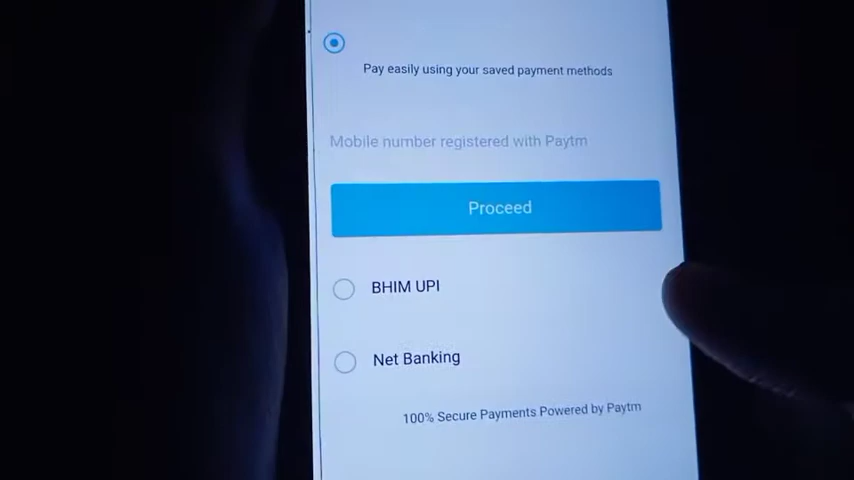 Pay easily using your saved payment methods
Mobile number registered with Paytm
Proceed
BHIM UPI
Net Banking
100% Secure Payments Powered by Paytm